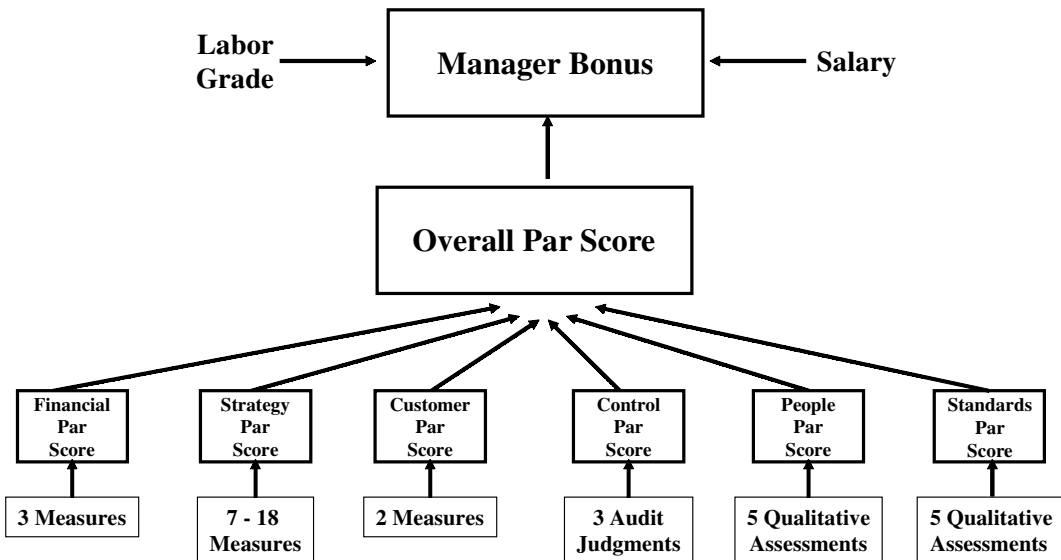 Labor
Grade
Manager Bonus
Salary
Overall Par Score
Financial
Par
Score
Strategy
Par
Score
Customer
Par
Score
Control
Par
Score
People
Par
Score
Standards
Par
Score
3 Measures
7 - 18
Measures
2 Measures
3 Audit
Judgments
5 Qualitative
Assessments
5 Qualitative
Assessments